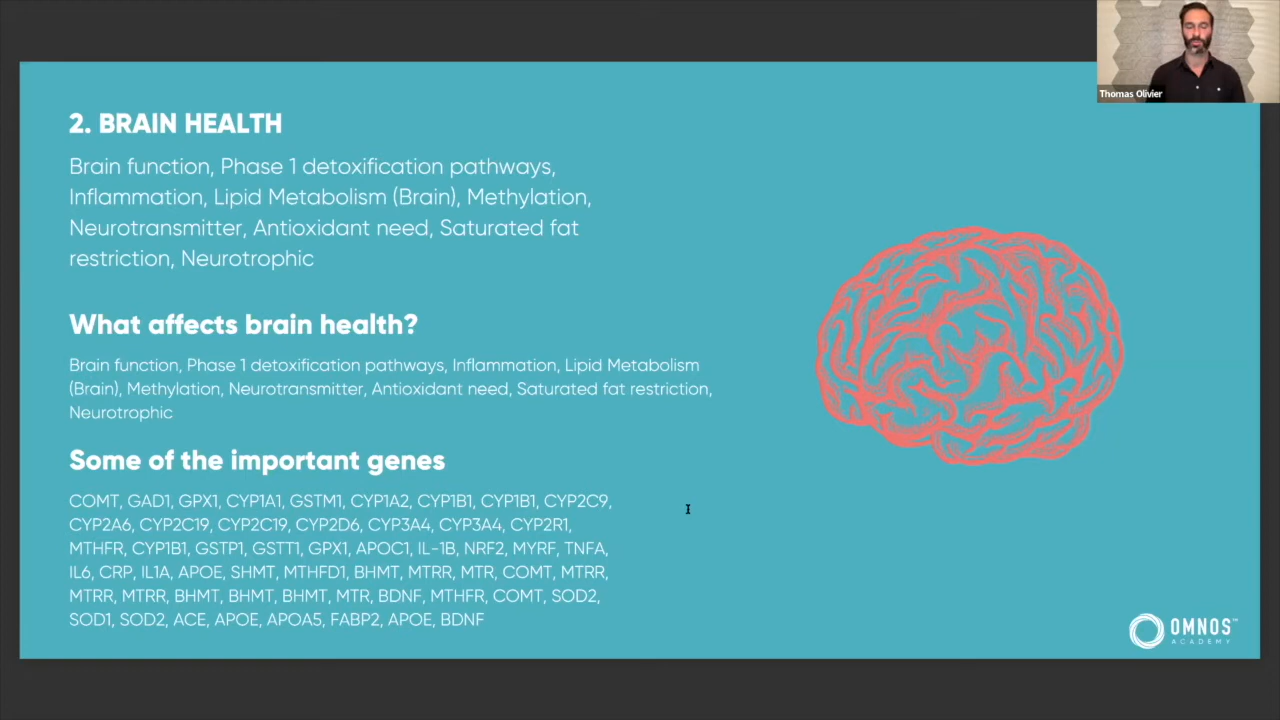 Thomas Olivier
2. BRAIN HEALTH
Brain function, Phase 1 detoxification pathways,
Inflammation, Lipid Metabolism (Brain), Methylation,
Neurotransmitter, Antioxidant need, Saturated fat
restriction, Neurotrophic
What affects brain health?
Brain function, Phase 1 detoxification pathways, Inflammation, Lipid Metabolism
(Brain), Methylation, Neurotransmitter, Antioxidant need, Saturated fat restriction,
Neurotrophic
Some of the important genes
COMT, GAD1, GPX1, CYP1A1, GSTM1, CYP1A2, CYP1B1, CYP1B1, CYP2C9,
CYP2A6, CYP2C19, CYP2C19, CYP2D6, CYP3A4, CYP3A4, CYP2R1,
MTHFR, CYP1B1, GSTP1, GSTT1, GPX1, APOC1, IL-1B, NRF2, MYRF, TNFA,
IL6, CRP, IL1A, APOE, SHMT, MTHFD1, BHMT, MTRR, MTR, COMT, MTRR,
MTRR, MTRR, BHMT, BHMT, BHMT, MTR, BDNF, MTHFR, COMT, SOD2,
SOD1, SOD2, ACE, APOE, APOA5, FABP2, APOE, BDNF
OMNOS™
ACADEMY